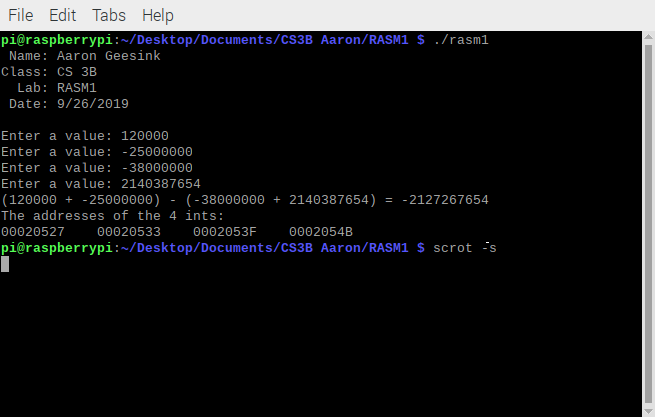 File Edit Tabs Help
pi@raspberrypi:~/Desktop/Documents/CS3B Aaron/RASM1 $ ./rasm1
 Name: Aaron Geesink
Class: CS 3B
  Lab: RASM1
 Date: 9/26/2019
Enter a value: 120000
Enter a value: -25000000
Enter a value: -38000000
Enter a value: 2140387654
(120000 + -25000000) - (-38000000 + 2140387654) = -2127267654
The addresses of the 4 ints:
00020527    00020533    0002053F    0002054B
pi@raspberrypi:~/Desktop/Documents/CS3B Aaron/RASM1 $ scrot -s